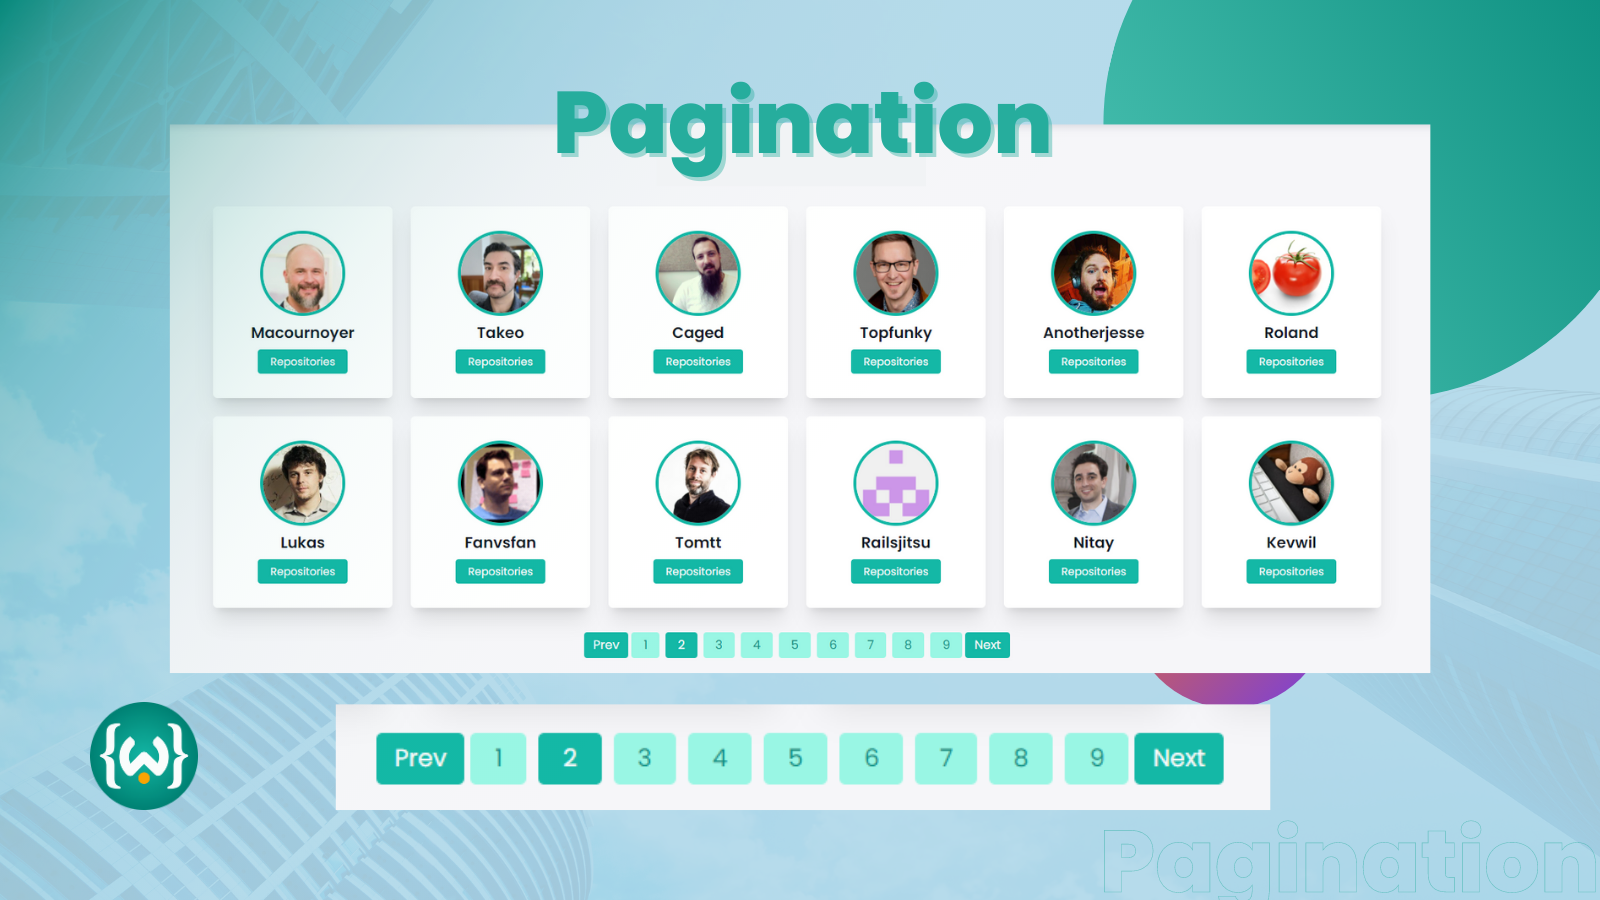 Pagination
Macournoyer Takeo Caged Topfunky Anotherjesse Roland
Repositories Repositories Repositories Repositories Repositories Repositories
Lukas Fanvsfan Tomtt Railsjitsu Nitay Kevwil
Repositories Repositories Repositories Repositories Repositories Repositories
Prev 1 2 3 4 5 6 7 8 9 Next
{W}
Prev 1 2 3 4 5 6 7 8 9 Next
Pagination